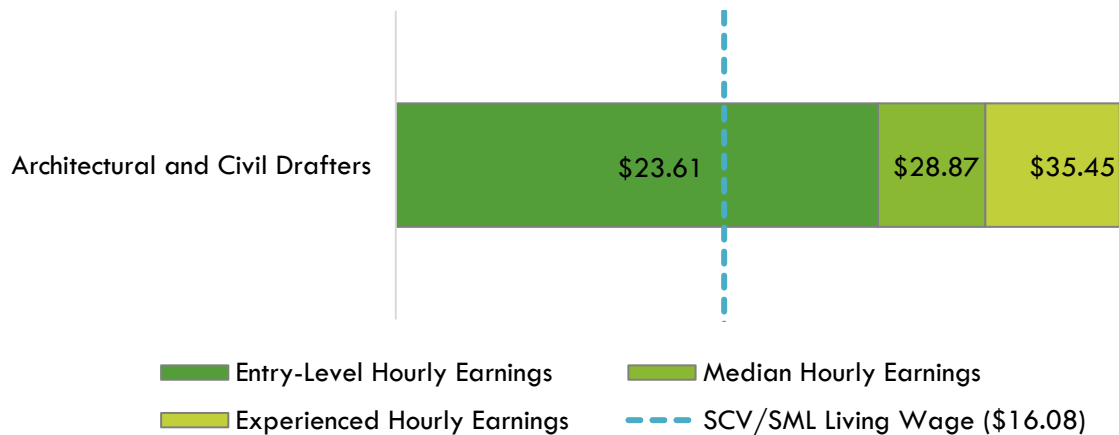 Architectural and Civil Drafters
$23.61
$28.87
$35.45
Entry-Level Hourly Earnings
Median Hourly Earnings
Experienced Hourly Earnings
SCV/SML Living Wage ($16.08)